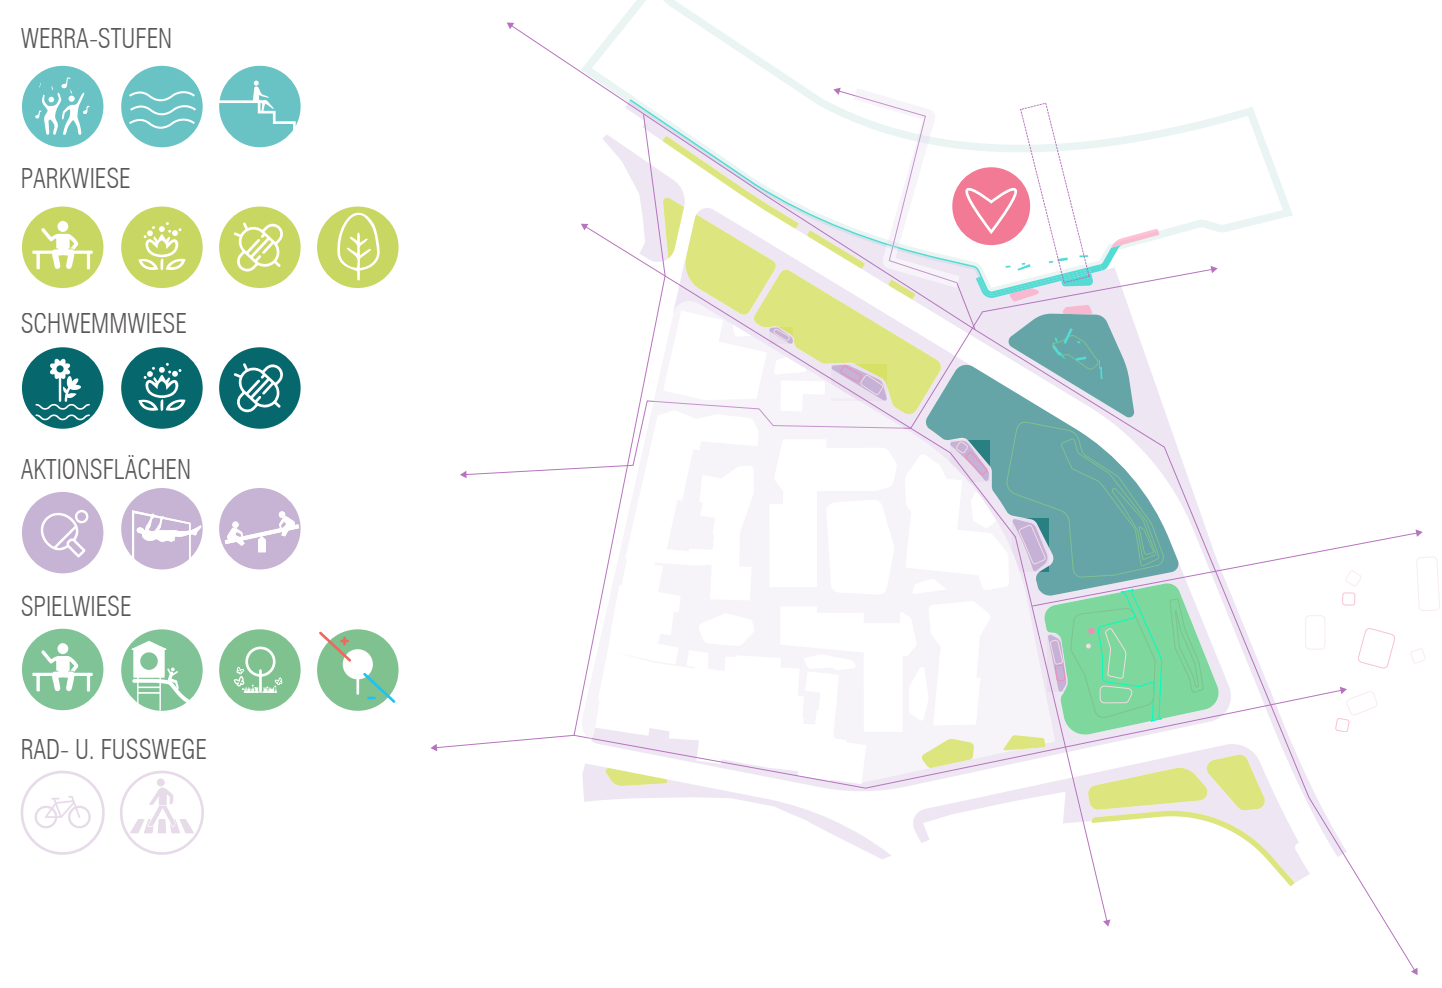 WERRA-STUFEN
PARKWIESE
SCHWEMMWIESE
AKTIONSFLÄCHEN
SPIELWIESE
RAD- U. FUSSWEGE